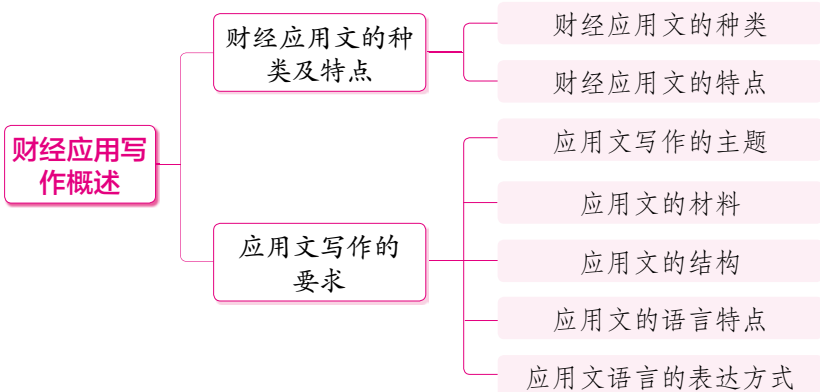 财经应用写
作概述
财经应用文的种
类及特点
财经应用文的种类
财经应用文的特点
应用文写作的
要求
应用文写作的主题
应用文的材料
应用文的结构
应用文的语言特点
应用文语言的表达方式